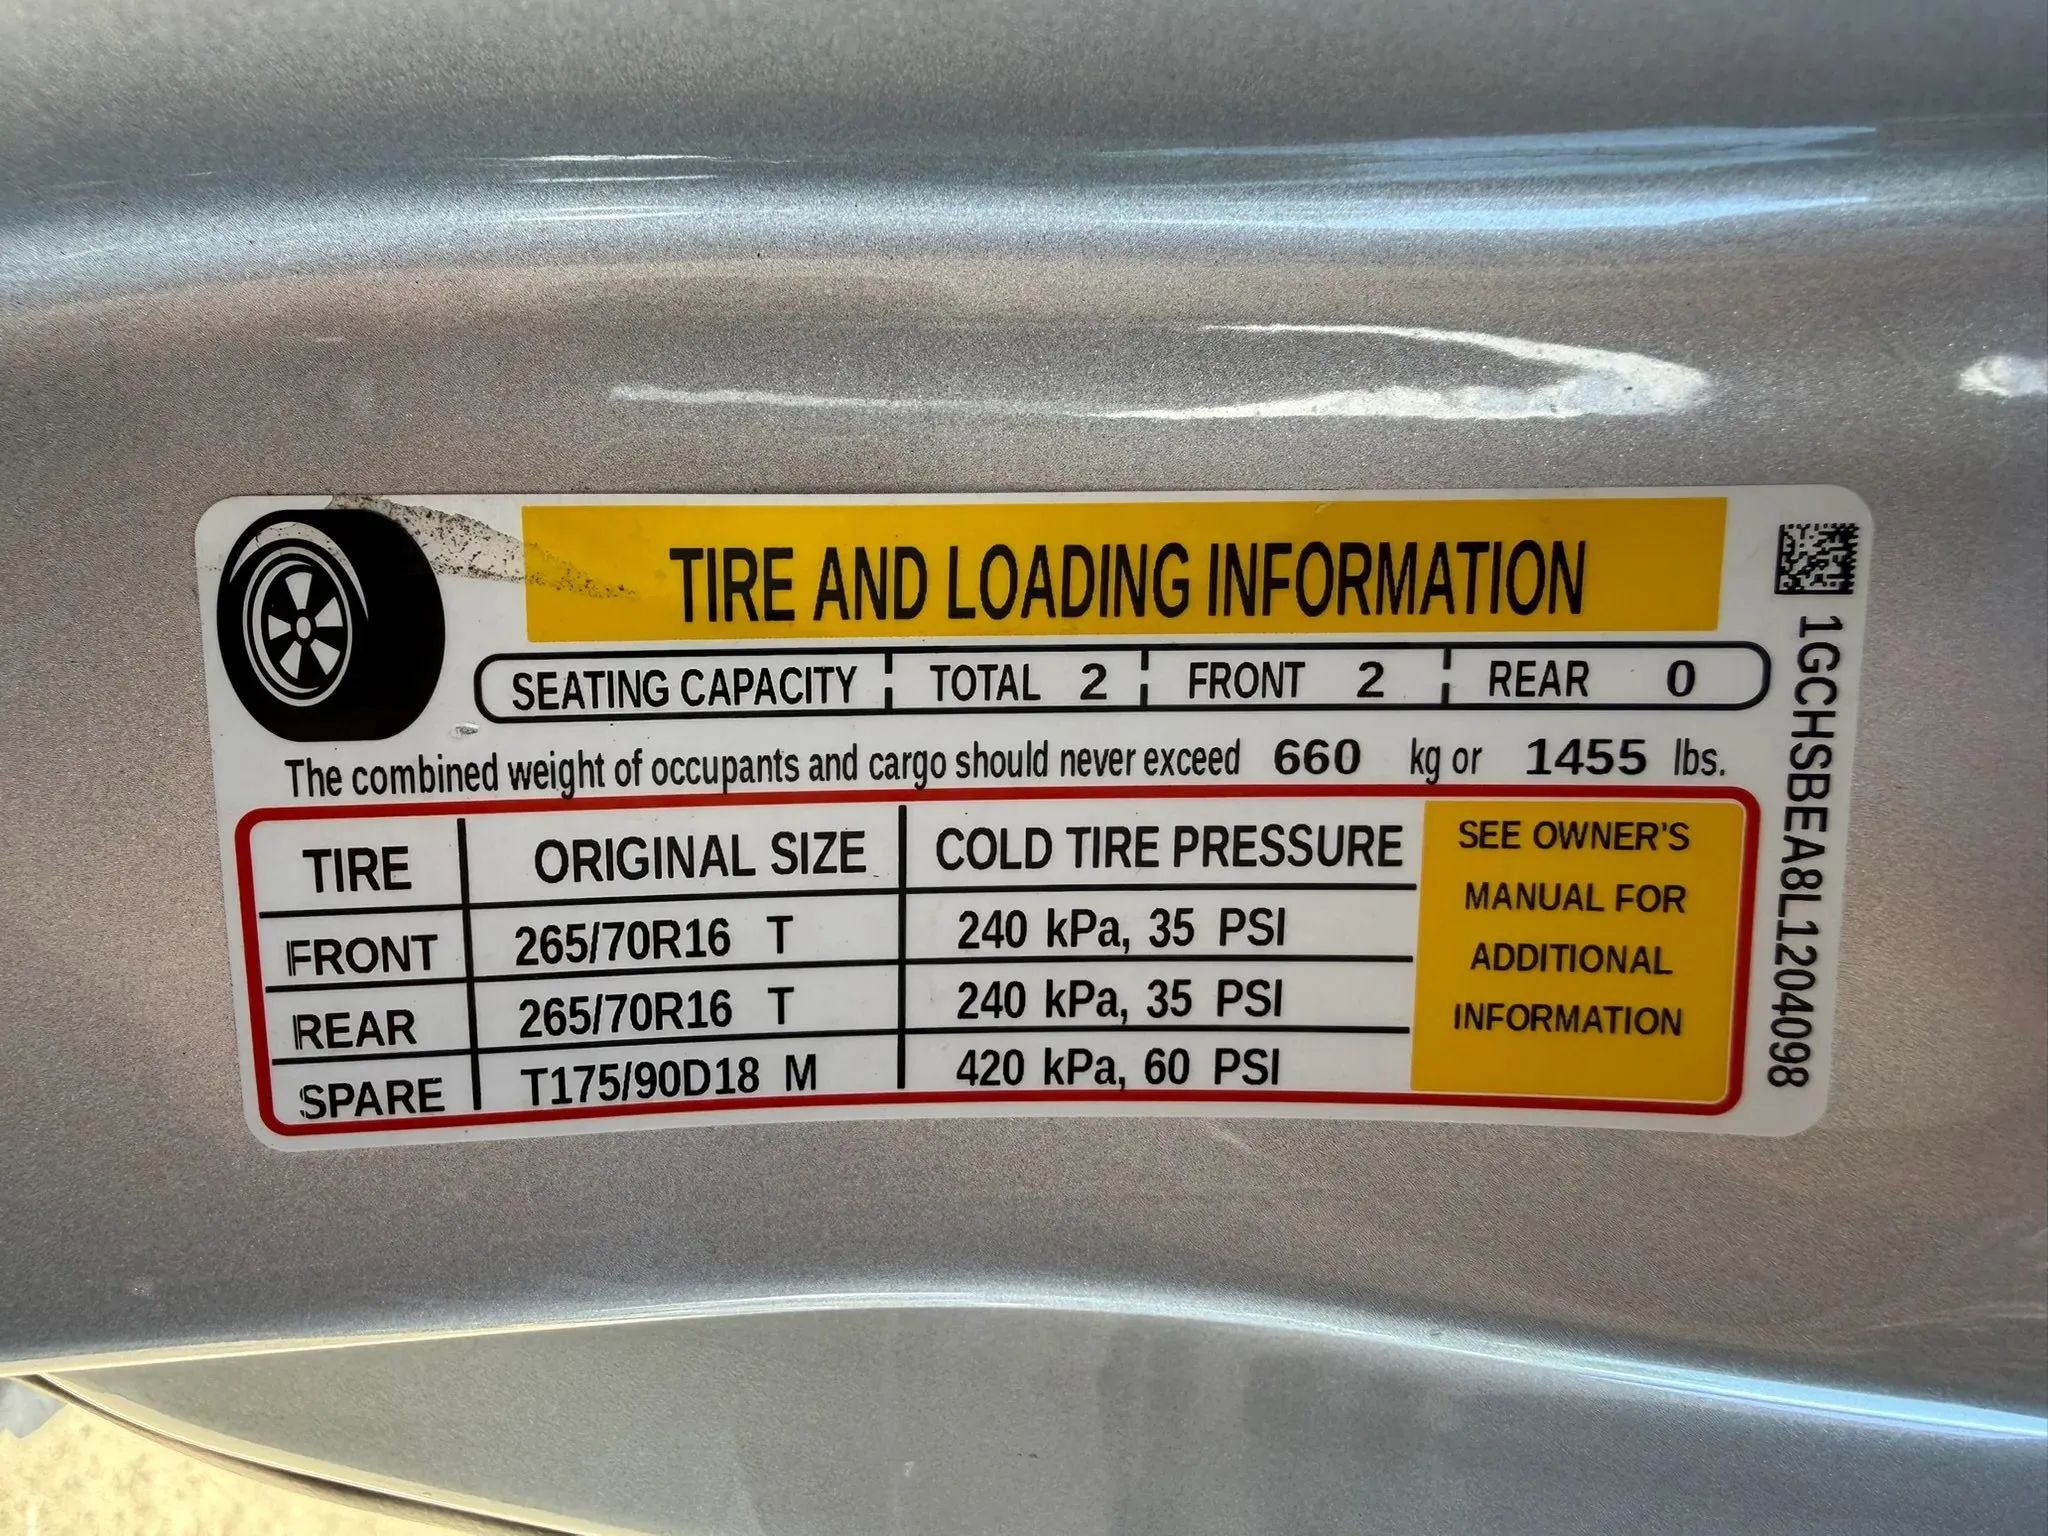 TIRE AND LOADING INFORMATION
SEATING CAPACITY TOTAL 2 FRONT 2 REAR 0
The combined weight of occupants and cargo should never exceed 660 kg or 1455 lbs.
TIRE ORIGINAL SIZE COLD TIRE PRESSURE
FRONT 265/70R16 T 240 kPa, 35 PSI
REAR 265/70R16 T 240 kPa, 35 PSI
SPARE T175/90D18 M 420 kPa, 60 PSI
SEE OWNER'S
MANUAL FOR
ADDITIONAL
INFORMATION
1GCHSBEA8L1204098